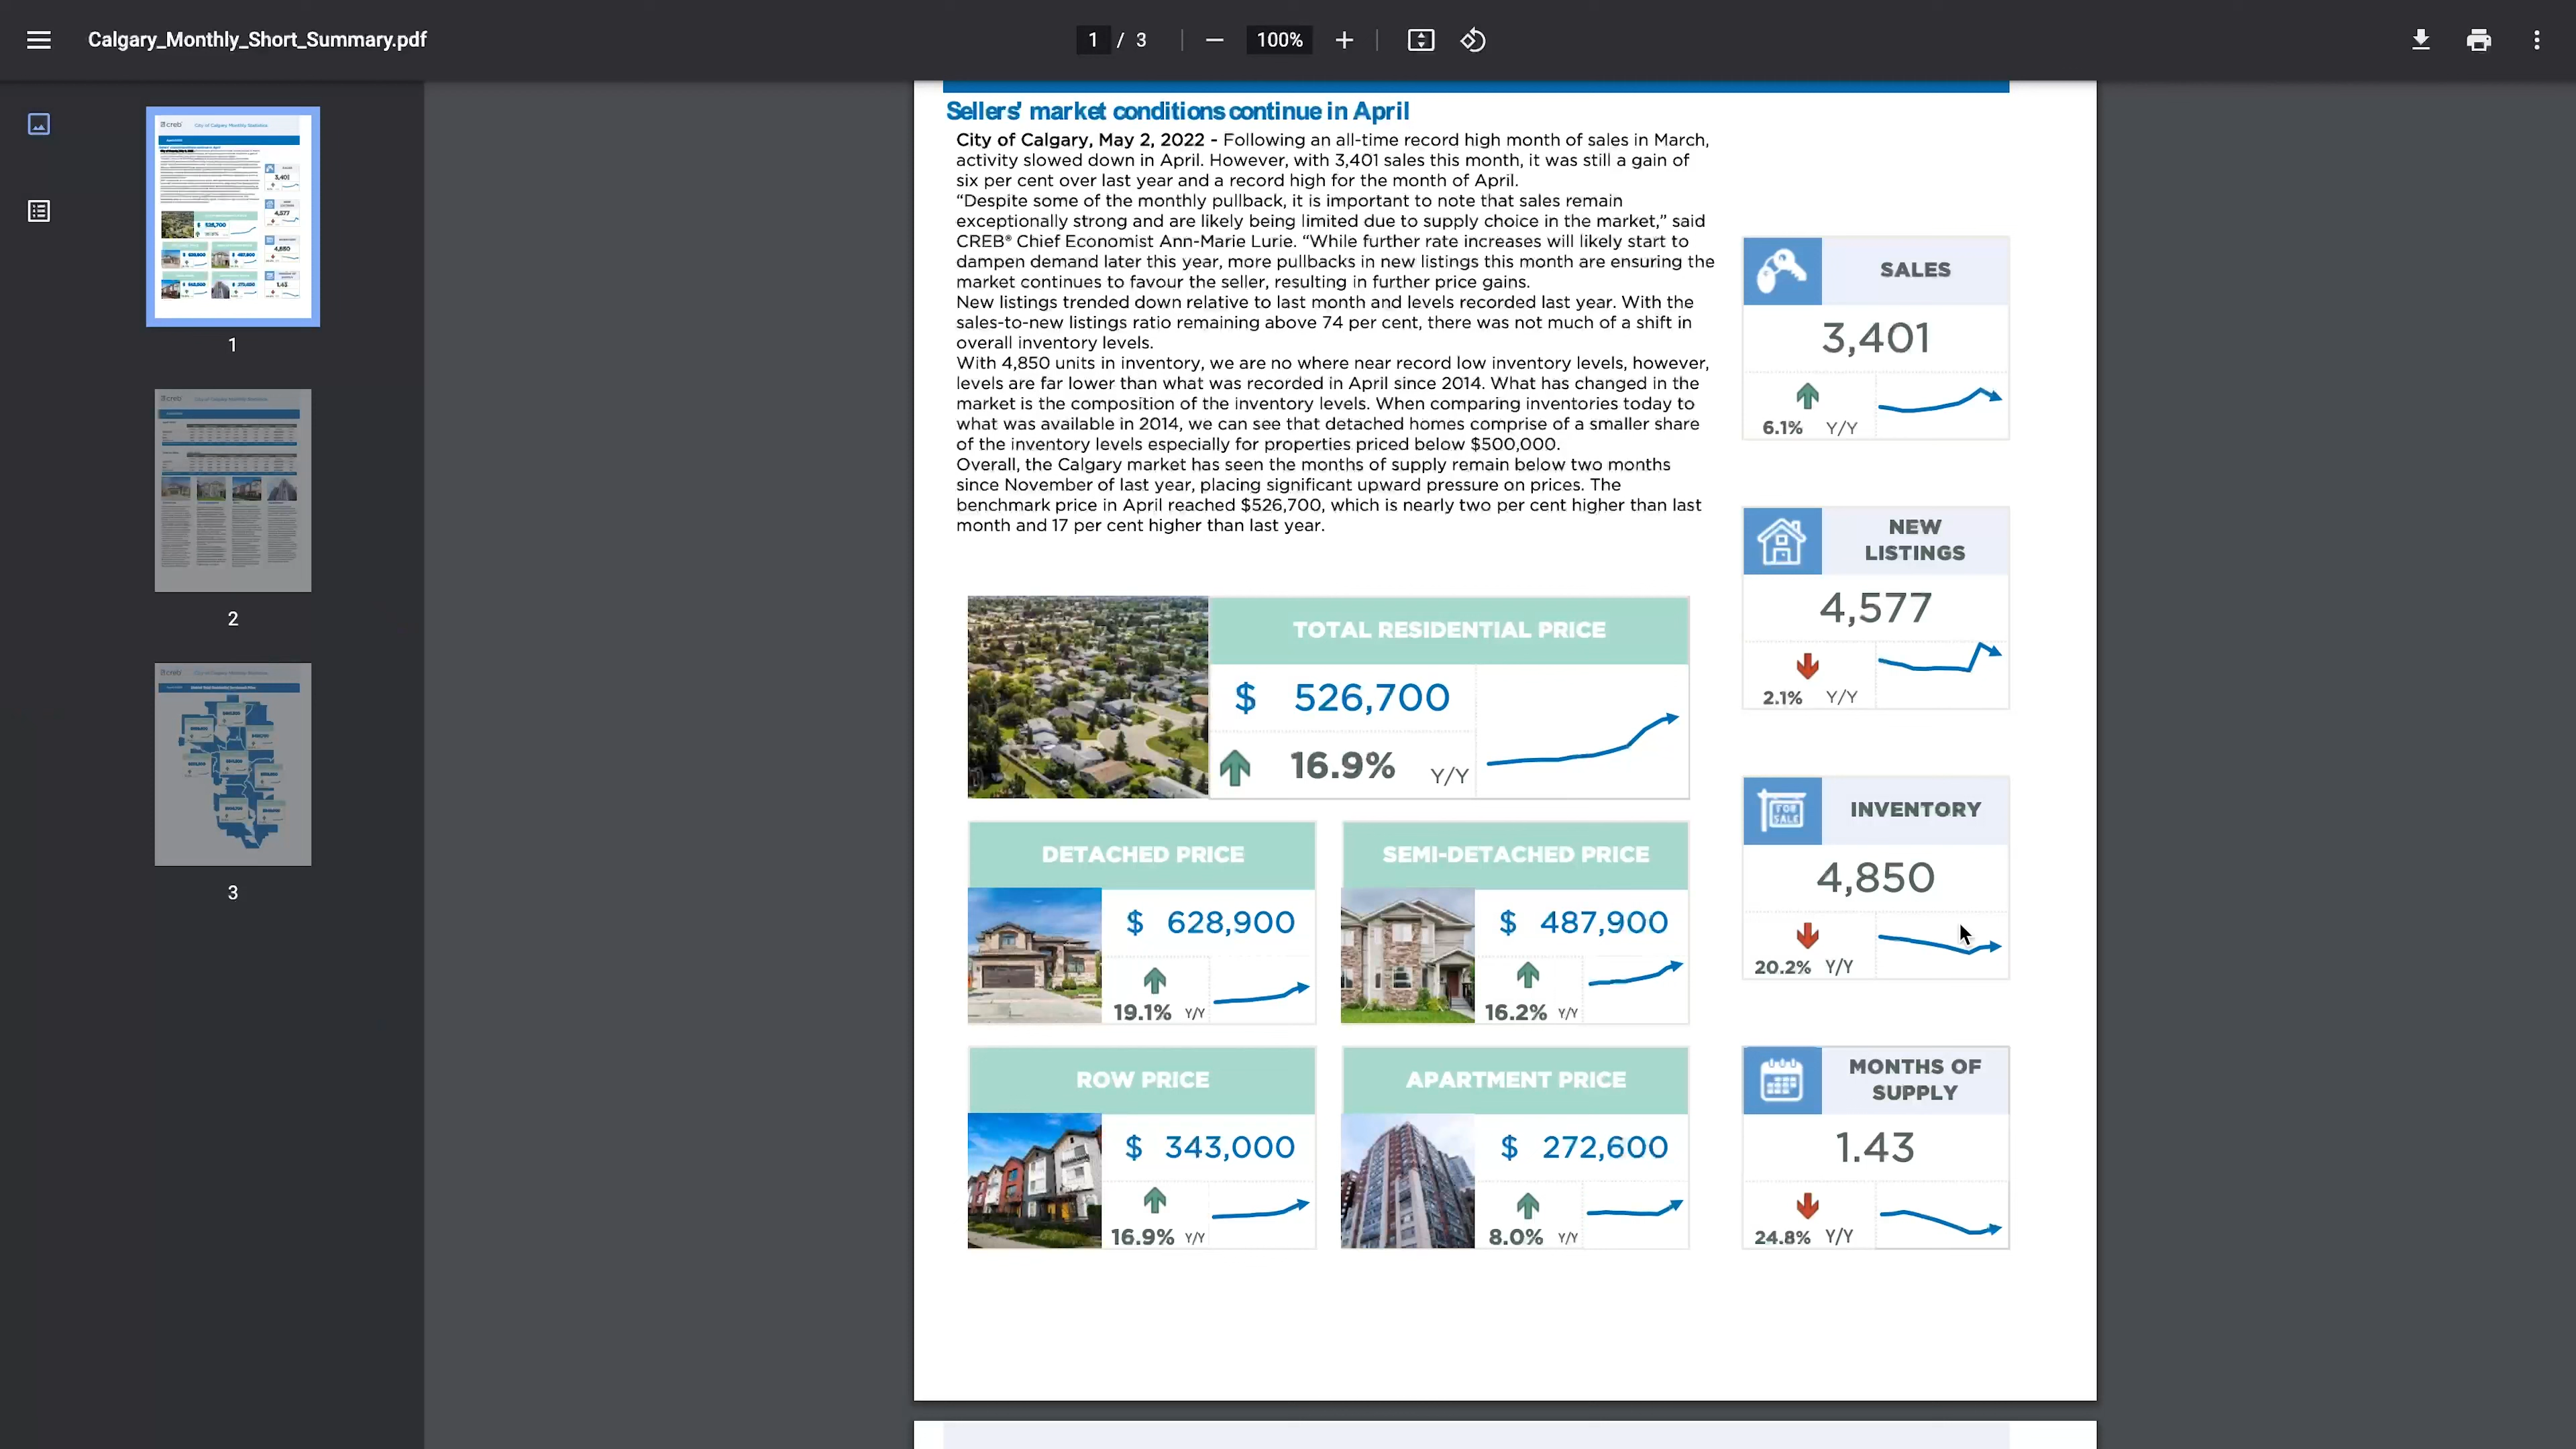 Calgary_Monthly_Short_Summary.pdf
1 / 3
100%
1
2
3
Sellers' market conditions continue in April
City of Calgary, May 2, 2022 - Following an all-time record high month of sales in March,
activity slowed down in April. However, with 3,401 sales this month, it was still a gain of
six per cent over last year and a record high for the month of April.
“Despite some of the monthly pullback, it is important to note that sales remain
exceptionally strong and are likely being limited due to supply choice in the market,” said
CREB® Chief Economist Ann-Marie Lurie. “While further rate increases will likely start to
dampen demand later this year, more pullbacks in new listings this month are ensuring the
market continues to favour the seller, resulting in further price gains.
New listings trended down relative to last month and levels recorded last year. With the
sales-to-new listings ratio remaining above 74 per cent, there was not much of a shift in
overall inventory levels.
With 4,850 units in inventory, we are no where near record low inventory levels, however,
levels are far lower than what was recorded in April since 2014. What has changed in the
market is the composition of the inventory levels. When comparing inventories today to
what was available in 2014, we can see that detached homes comprise of a smaller share
of the inventory levels especially for properties priced below $500,000.
Overall, the Calgary market has seen the months of supply remain below two months
since November of last year, placing significant upward pressure on prices. The
benchmark price in April reached $526,700, which is nearly two per cent higher than last
month and 17 per cent higher than last year.
TOTAL RESIDENTIAL PRICE
$ 526,700
16.9% Y/Y
DETACHED PRICE
$ 628,900
19.1% Y/Y
SEMI-DETACHED PRICE
$ 487,900
16.2% Y/Y
ROW PRICE
$ 343,000
16.9% Y/Y
APARTMENT PRICE
$ 272,600
8.0% Y/Y
SALES
3,401
6.1% Y/Y
NEW
LISTINGS
4,577
2.1% Y/Y
FOR
SALE
INVENTORY
4,850
20.2% Y/Y
MONTHS OF
SUPPLY
1.43
24.8% Y/Y